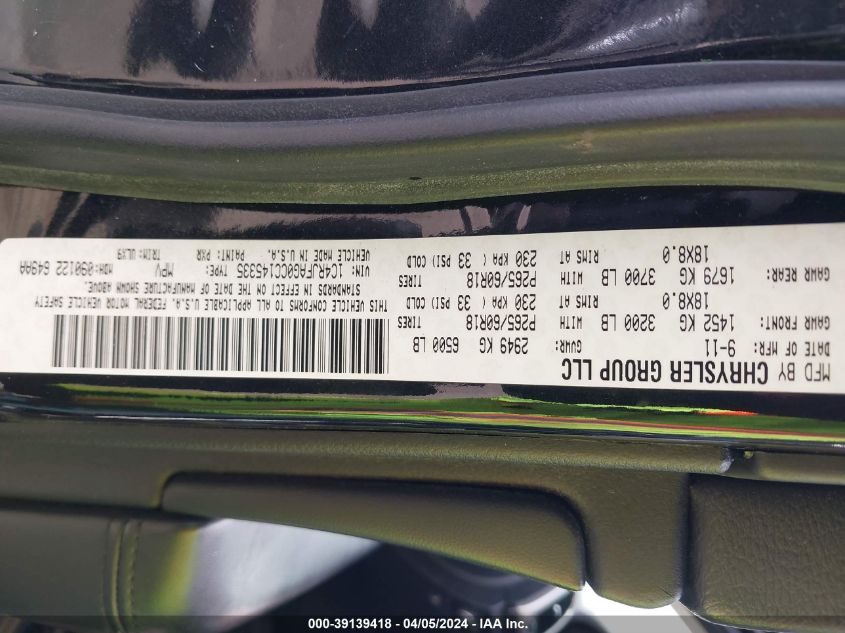 MFD BY CHRYSLER GROUP LLC
DATE OF MFR: 9-11 GVWR: 2949 KG 6500 LB
GAWR FRONT: 1452 KG 3200 LB WITH P265/60R18 TIRES
18X8.0 RIMS AT 230 KPA ( 33 PSI) COLD
GAWR REAR: 1679 KG 3700 LB WITH P265/60R18 TIRES
18X8.0 RIMS AT 230 KPA ( 33 PSI) COLD
THIS VEHICLE CONFORMS TO ALL APPLICABLE U.S.A. FEDERAL MOTOR VEHICLE SAFETY
STANDARDS IN EFFECT ON THE DATE OF MANUFACTURE SHOWN ABOVE.
VIN: 1C4RJFAG0CC145335 TYPE: MPV MDH: 090122 649AA
VEHICLE MADE IN U.S.A. PAINT: PXR TRIM: ULX9
000-39139418 - 04/05/2024 - IAA Inc.